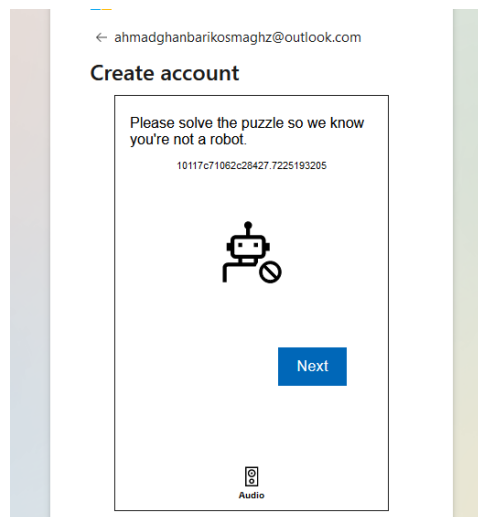 ← ahmadghanbarikosmaghz@outlook.com
Create account
Please solve the puzzle so we know
you're not a robot.
10117c71062c28427.7225193205
Next
Audio